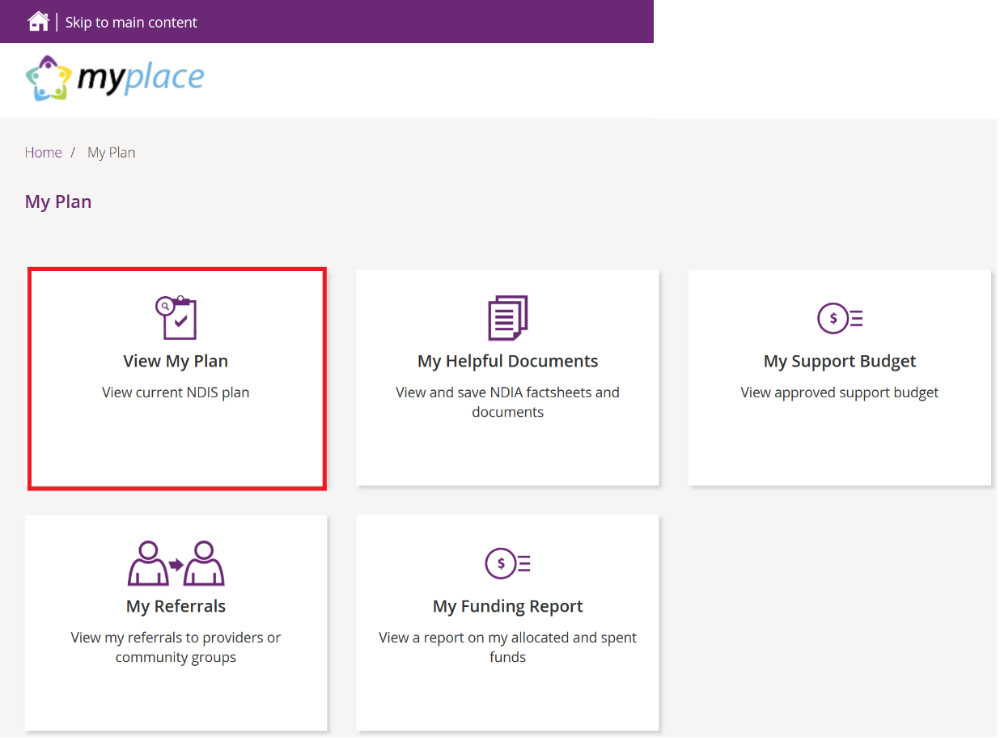 Skip to main content
myplace
Home / My Plan
My Plan
View My Plan
View current NDIS plan
My Helpful Documents
View and save NDIA factsheets and
documents
$
My Support Budget
View approved support budget
My Referrals
View my referrals to providers or
community groups
$
My Funding Report
View a report on my allocated and spent
funds